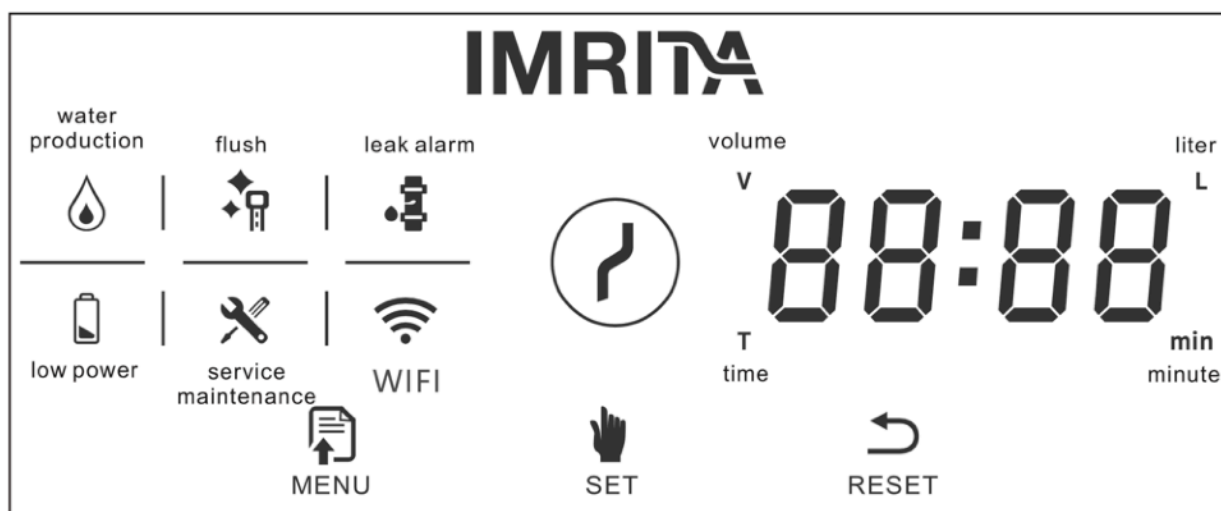 IMRITA
water
production
flush
leak alarm
volume
liter
V
L
88:88
low power
service
maintenance
WIFI
T
min
time
minute
MENU
SET
RESET